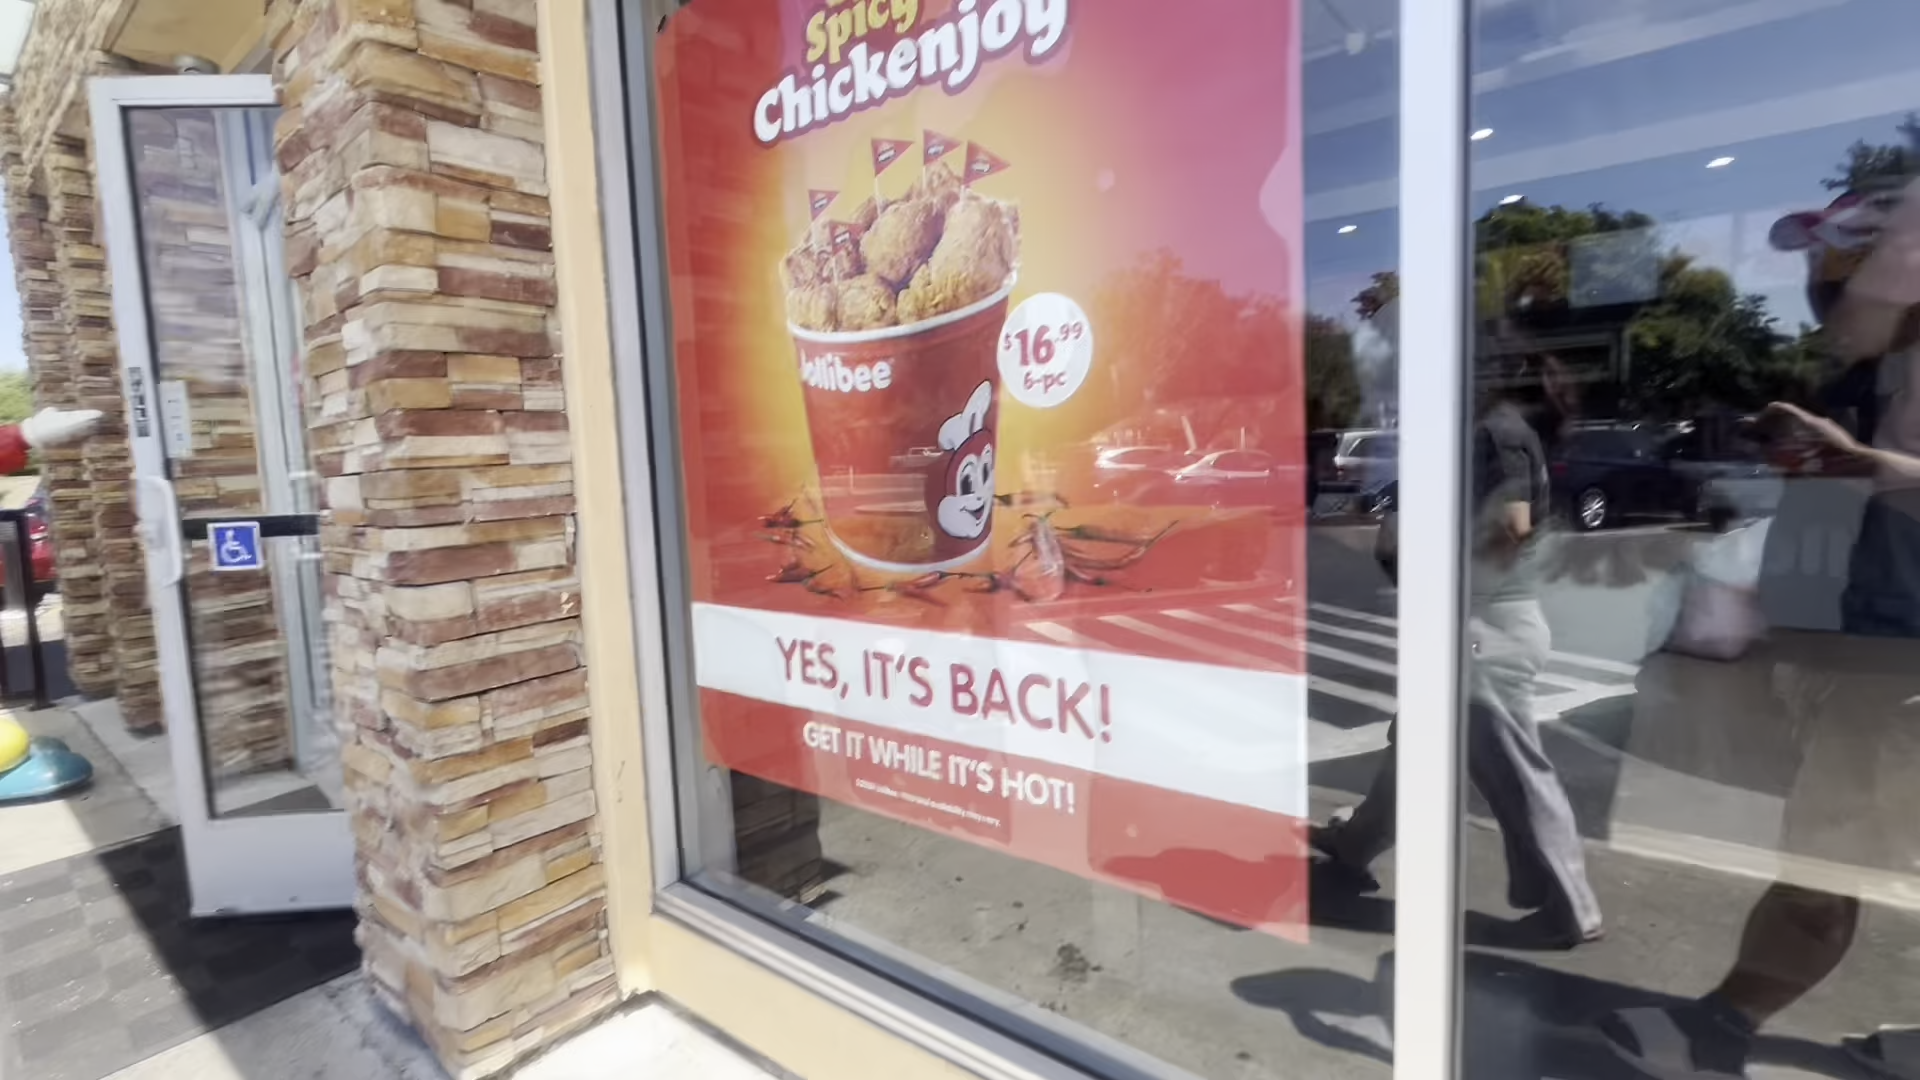 Spicy
Chickenjoy
Jollibee
$16.99
6-pc
YES, IT'S BACK!
GET IT WHILE IT'S HOT!